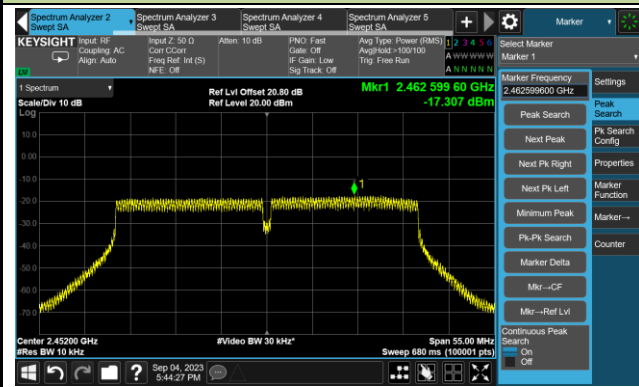 Spectrum Analyzer 2
Swept SA
Spectrum Analyzer 3
Swept SA
Spectrum Analyzer 4
Swept SA
Spectrum Analyzer 5
Swept SA
+
Marker
KEYSIGHT
LXI
Input: RF
Coupling: AC
Align: Auto
Input Z: 50 Ω
Corr CCorr
Freq Ref: Int (S)
NFE: Off
Atten: 10 dB
PNO: Fast
Gate: Off
IF Gain: Low
Sig Track: Off
Avg Type: Power (RMS)
Avg|Hold:>100/100
Trig: Free Run
1 2 3 4 5 6
A W W W W W
A N N N N N
Select Marker
Marker 1
1 Spectrum
Scale/Div 10 dB
Log
Ref Lvl Offset 20.80 dB
Ref Level 20.00 dBm
Mkr1 2.462 599 60 GHz
-17.307 dBm
10.0
0.00
-10.0
-20.0
-30.0
-40.0
-50.0
-60.0
-70.0
1
Center 2.45200 GHz
#Res BW 10 kHz
#Video BW 30 kHz*
Span 55.00 MHz
Sweep 680 ms (100001 pts)
Marker Frequency
2.462599600 GHz
Peak Search
Next Peak
Next Pk Right
Next Pk Left
Minimum Peak
Pk-Pk Search
Marker Delta
Mkr→CF
Mkr→Ref Lvl
Continuous Peak
Search
On
Off
Settings
Peak
Search
Pk Search
Config
Properties
Marker
Function
Marker→
Counter
?
Sep 04, 2023
5:44:27 PM